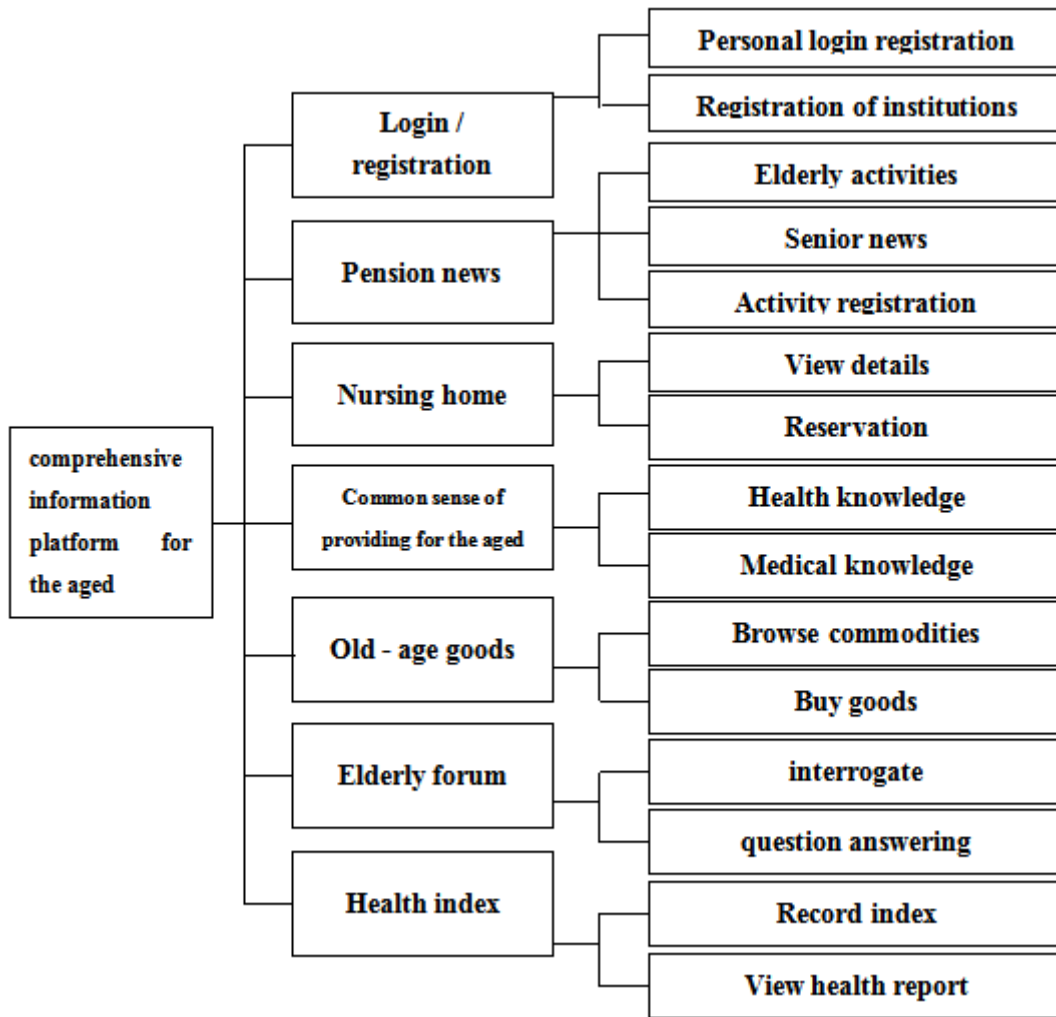 comprehensive
information
platform for
the aged
Login /
registration
Personal login registration
Registration of institutions
Pension news
Elderly activities
Senior news
Activity registration
Nursing home
View details
Reservation
Common sense of
providing for the aged
Health knowledge
Medical knowledge
Old - age goods
Browse commodities
Buy goods
Elderly forum
interrogate
question answering
Health index
Record index
View health report